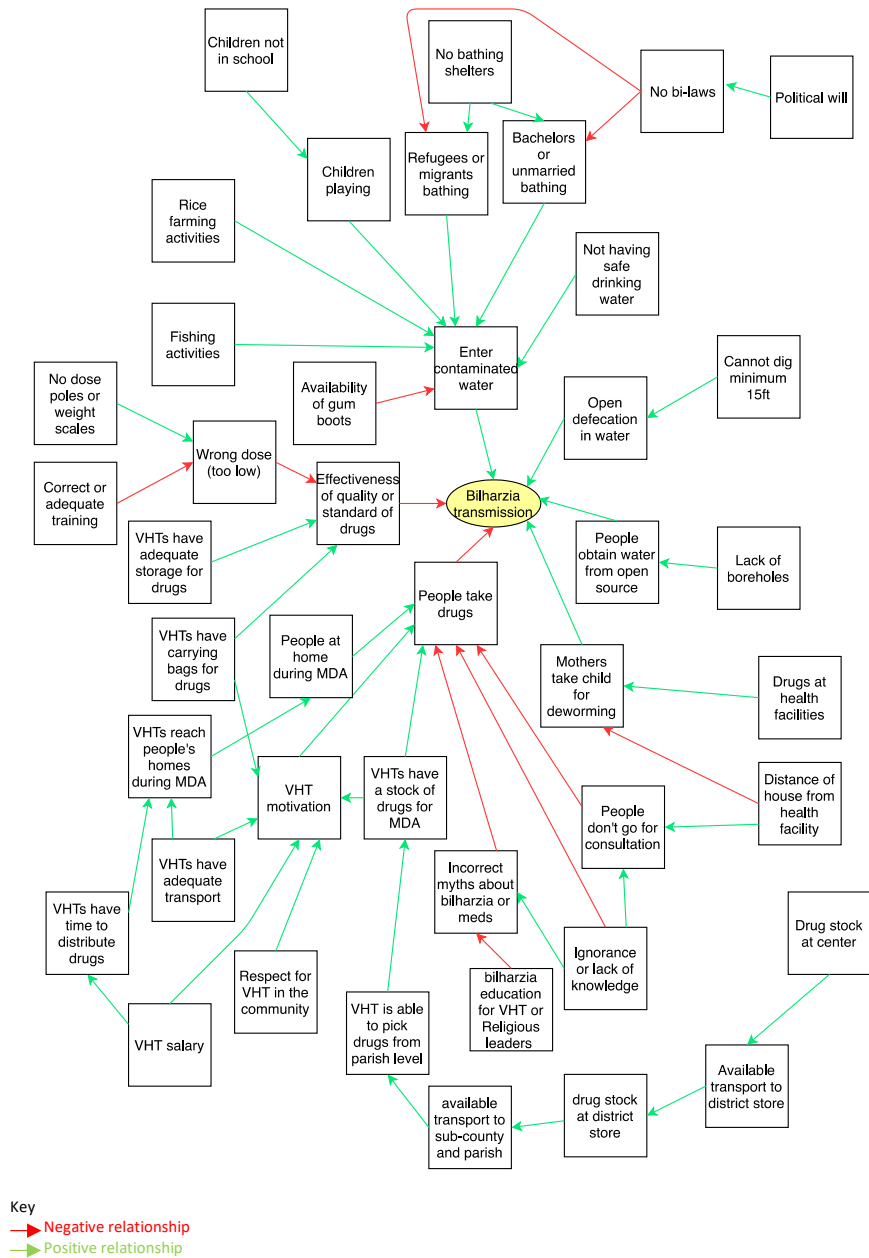 Children not
in school
No bathing
shelters
No bi-laws
Political will
Children
playing
Refugees or
migrants
bathing
Bachelors
or
unmarried
bathing
Rice
farming
activities
Not having
safe
drinking
water
Fishing
activities
Enter
contaminated
water
Cannot dig
minimum
15ft
No dose
poles or
weight
scales
Availability
of gum
boots
Open
defecation
in water
Wrong dose
(too low)
Effectiveness
of quality or
standard of
drugs
Bilharzia
transmission
Correct or
adequate
training
VHTs have
adequate
storage for
drugs
People
obtain water
from open
source
Lack of
boreholes
People take
drugs
VHTs have
carrying
bags for
drugs
People at
home during
MDA
Mothers
take child
for
deworming
Drugs at
health
facilities
VHTs reach
people's
homes
during MDA
VHT
motivation
VHTs have
a stock of
drugs for
MDA
People
don't go for
consultation
Distance of
house from
health
facility
VHTs have
adequate
transport
Incorrect
myths about
bilharzia or
meds
VHTs have
time to
distribute
drugs
Drug stock
at center
Respect for
VHT in the
community
Ignorance
or lack of
knowledge
bilharzia
education
for VHT or
Religious
leaders
VHT salary
VHT is able
to pick
drugs from
parish level
Available
transport to
district store
available
transport to
sub-county
and parish
drug stock
at district
store
Key
Negative relationship
Positive relationship